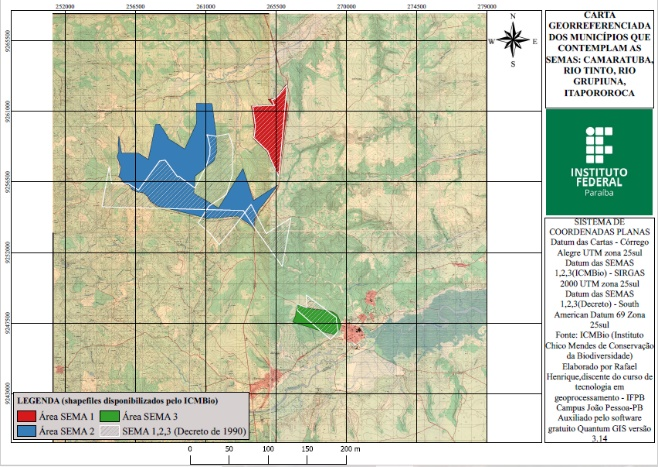 252000
256500
261000
265500
270000
274500
279000
9265500
9261000
9256500
9252000
9247500
9243000
N
W
E
S
LEGENDA (shapefiles disponibilizados pelo ICMBio)
Área SEMA 1
Área SEMA 3
Área SEMA 2
SEMA 1,2,3 (Decreto de 1990)
0 50 100 150 200 m
CARTA
GEORREFERENCIADA
DOS MUNICÍPIOS QUE
CONTEMPLAM AS
SEMAS: CAMARATUBA,
RIO TINTO, RIO
GRUPIUNA,
ITAPOROROCA
INSTITUTO
FEDERAL
Paraíba
SISTEMA DE
COORDENADAS PLANAS
Datum das Cartas - Córrego
Alegre UTM zona 25sul
Datum das SEMAS
1,2,3(ICMBio) - SIRGAS
2000 UTM zona 25sul
Datum das SEMAS
1,2,3(Decreto) - South
American Datum 69 Zona
25sul
Fonte: ICMBio (Instituto
Chico Mendes de Conservação
da Biodiversidade)
Elaborado por Rafael
Henrique,discente do curso de
tecnologia em
geoprocessamento - IFPB
Campus João Pessoa-PB
Auxiliado pelo software
gratuito Quantum GIS versão
3.14